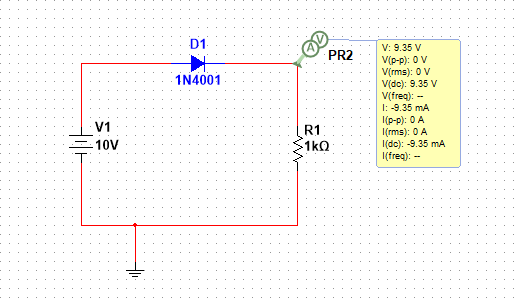 D1
1N4001
A
V
PR2
V: 9.35 V
V(p-p): 0 V
V(rms): 0 V
V(dc): 9.35 V
V(freq): --
I: -9.35 mA
I(p-p): 0 A
I(rms): 0 A
I(dc): -9.35 mA
I(freq): --
V1
10V
R1
1kΩ